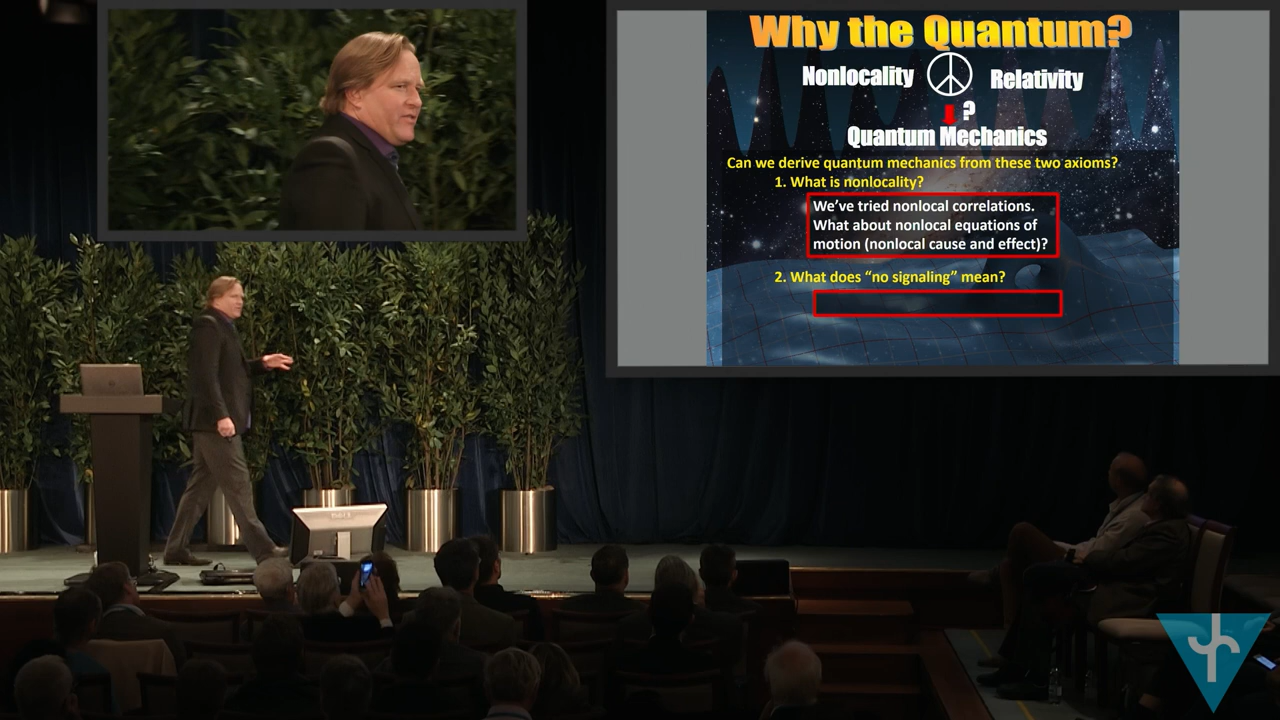 Why the Quantum?
Nonlocality Relativity
?
Quantum Mechanics
Can we derive quantum mechanics from these two axioms?
1. What is nonlocality?
We've tried nonlocal correlations.
What about nonlocal equations of
motion (nonlocal cause and effect)?
2. What does “no signaling” mean?